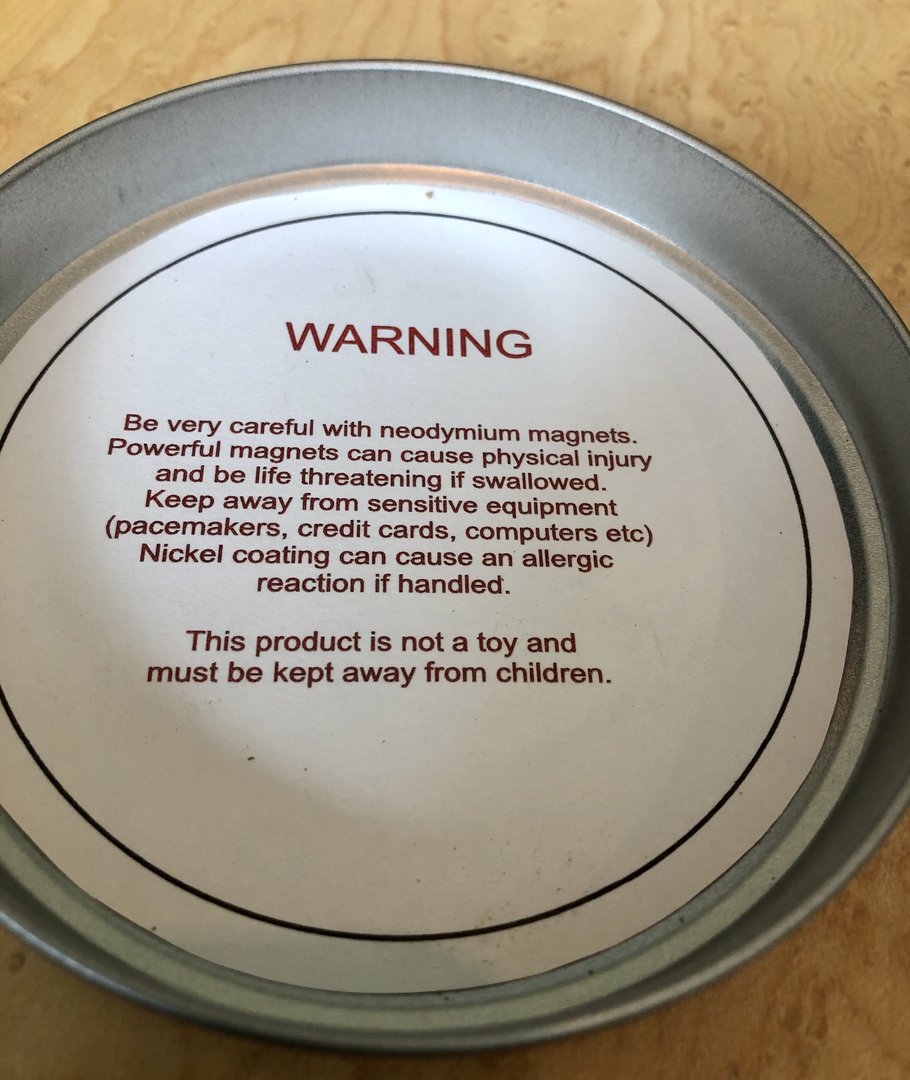 WARNING
Be very careful with neodymium magnets.
Powerful magnets can cause physical injury
and be life threatening if swallowed.
Keep away from sensitive equipment
(pacemakers, credit cards, computers etc)
Nickel coating can cause an allergic
reaction if handled.
This product is not a toy and
must be kept away from children.